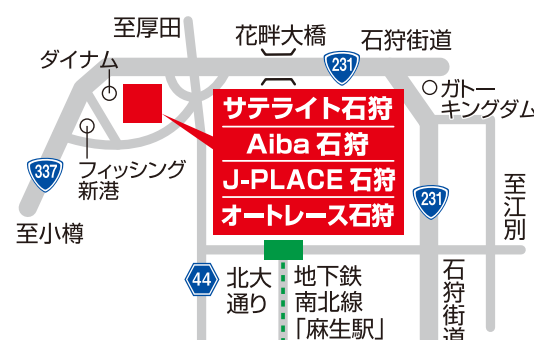 至厚田
花畔大橋
石狩街道
231
ダイナム
ガトー
キングダム
サテライト石狩
Aiba 石狩
J-PLACE 石狩
オートレース石狩
フィッシング
新港
337
231
至江別
至小樽
44
北大
通り
地下鉄
南北線
「麻生駅」
石狩街道